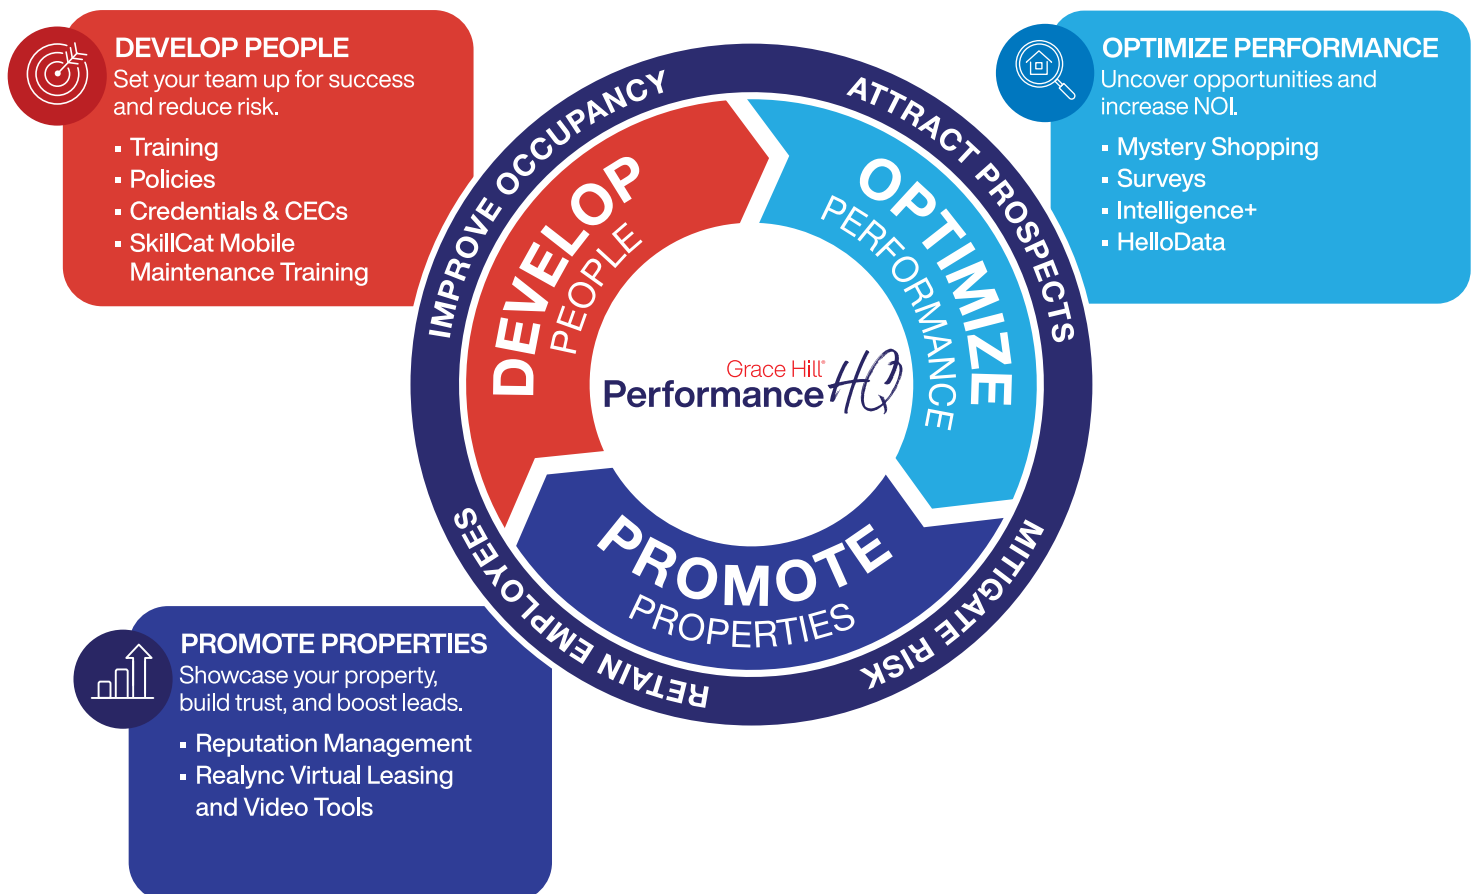 DEVELOP PEOPLE
Set your team up for success
and reduce risk.
▪ Training
▪ Policies
▪ Credentials & CECs
▪ SkillCat Mobile
Maintenance Training
OPTIMIZE PERFORMANCE
Uncover opportunities and
increase NOI.
▪ Mystery Shopping
▪ Surveys
▪ Intelligence+
▪ HelloData
IMPROVE OCCUPANCY
ATTRACT PROSPECTS
MITIGATE RISK
RETAIN EMPLOYEES
DEVELOP
PEOPLE
OPTIMIZE
PERFORMANCE
PROMOTE
PROPERTIES
Grace Hill®
Performance HQ
PROMOTE PROPERTIES
Showcase your property,
build trust, and boost leads.
▪ Reputation Management
▪ Realync Virtual Leasing
and Video Tools